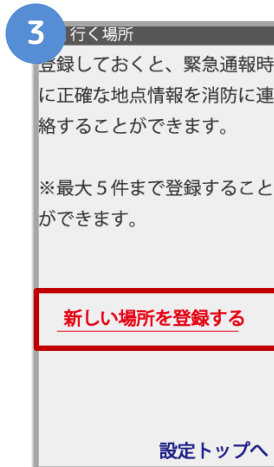 3
行く場所
登録しておくと、緊急通報時
に正確な地点情報を消防に連
絡することができます。
※最大５件まで登録すること
ができます。
新しい場所を登録する
設定トップへ